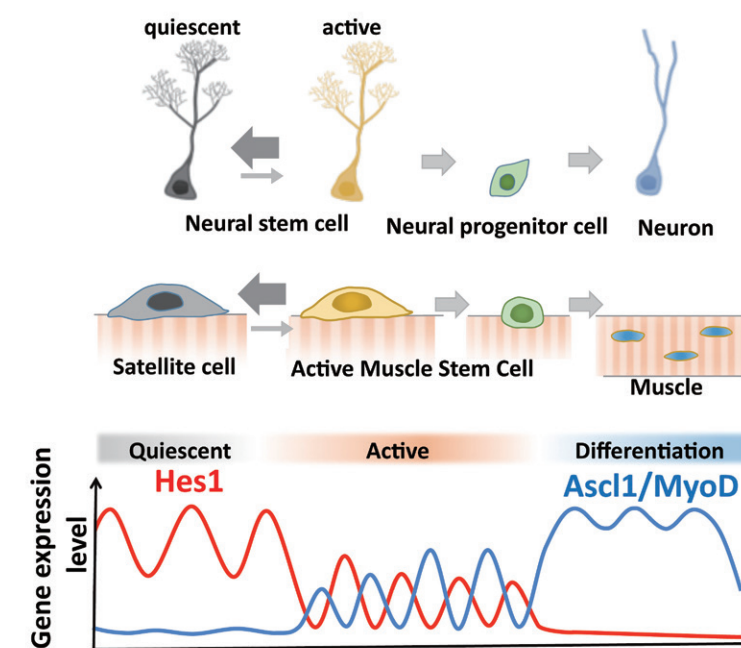 quiescent active
Neural stem cell Neural progenitor cell Neuron
Satellite cell Active Muscle Stem Cell
Muscle
Quiescent Active Differentiation
Hes1 Ascl1/MyoD
Gene expression
level